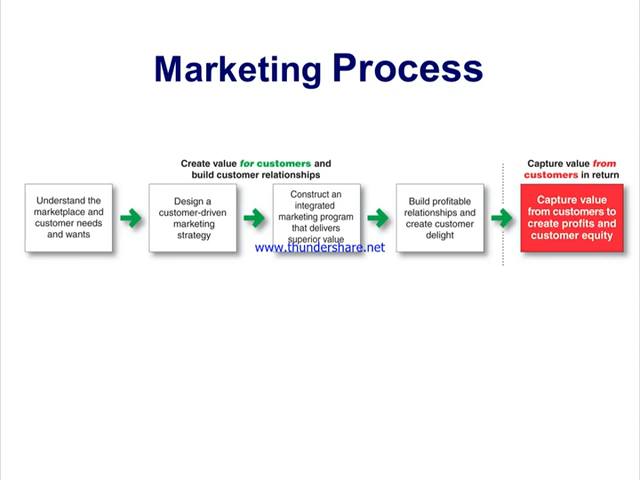 Marketing Process
Create value for customers and
build customer relationships
Capture value from
customers in return
Understand the
marketplace and
customer needs
and wants
Design a
customer-driven
marketing
strategy
Construct an
integrated
marketing program
that delivers
superior value
Build profitable
relationships and
create customer
delight
Capture value
from customers to
create profits and
customer equity
www.thundershare.net